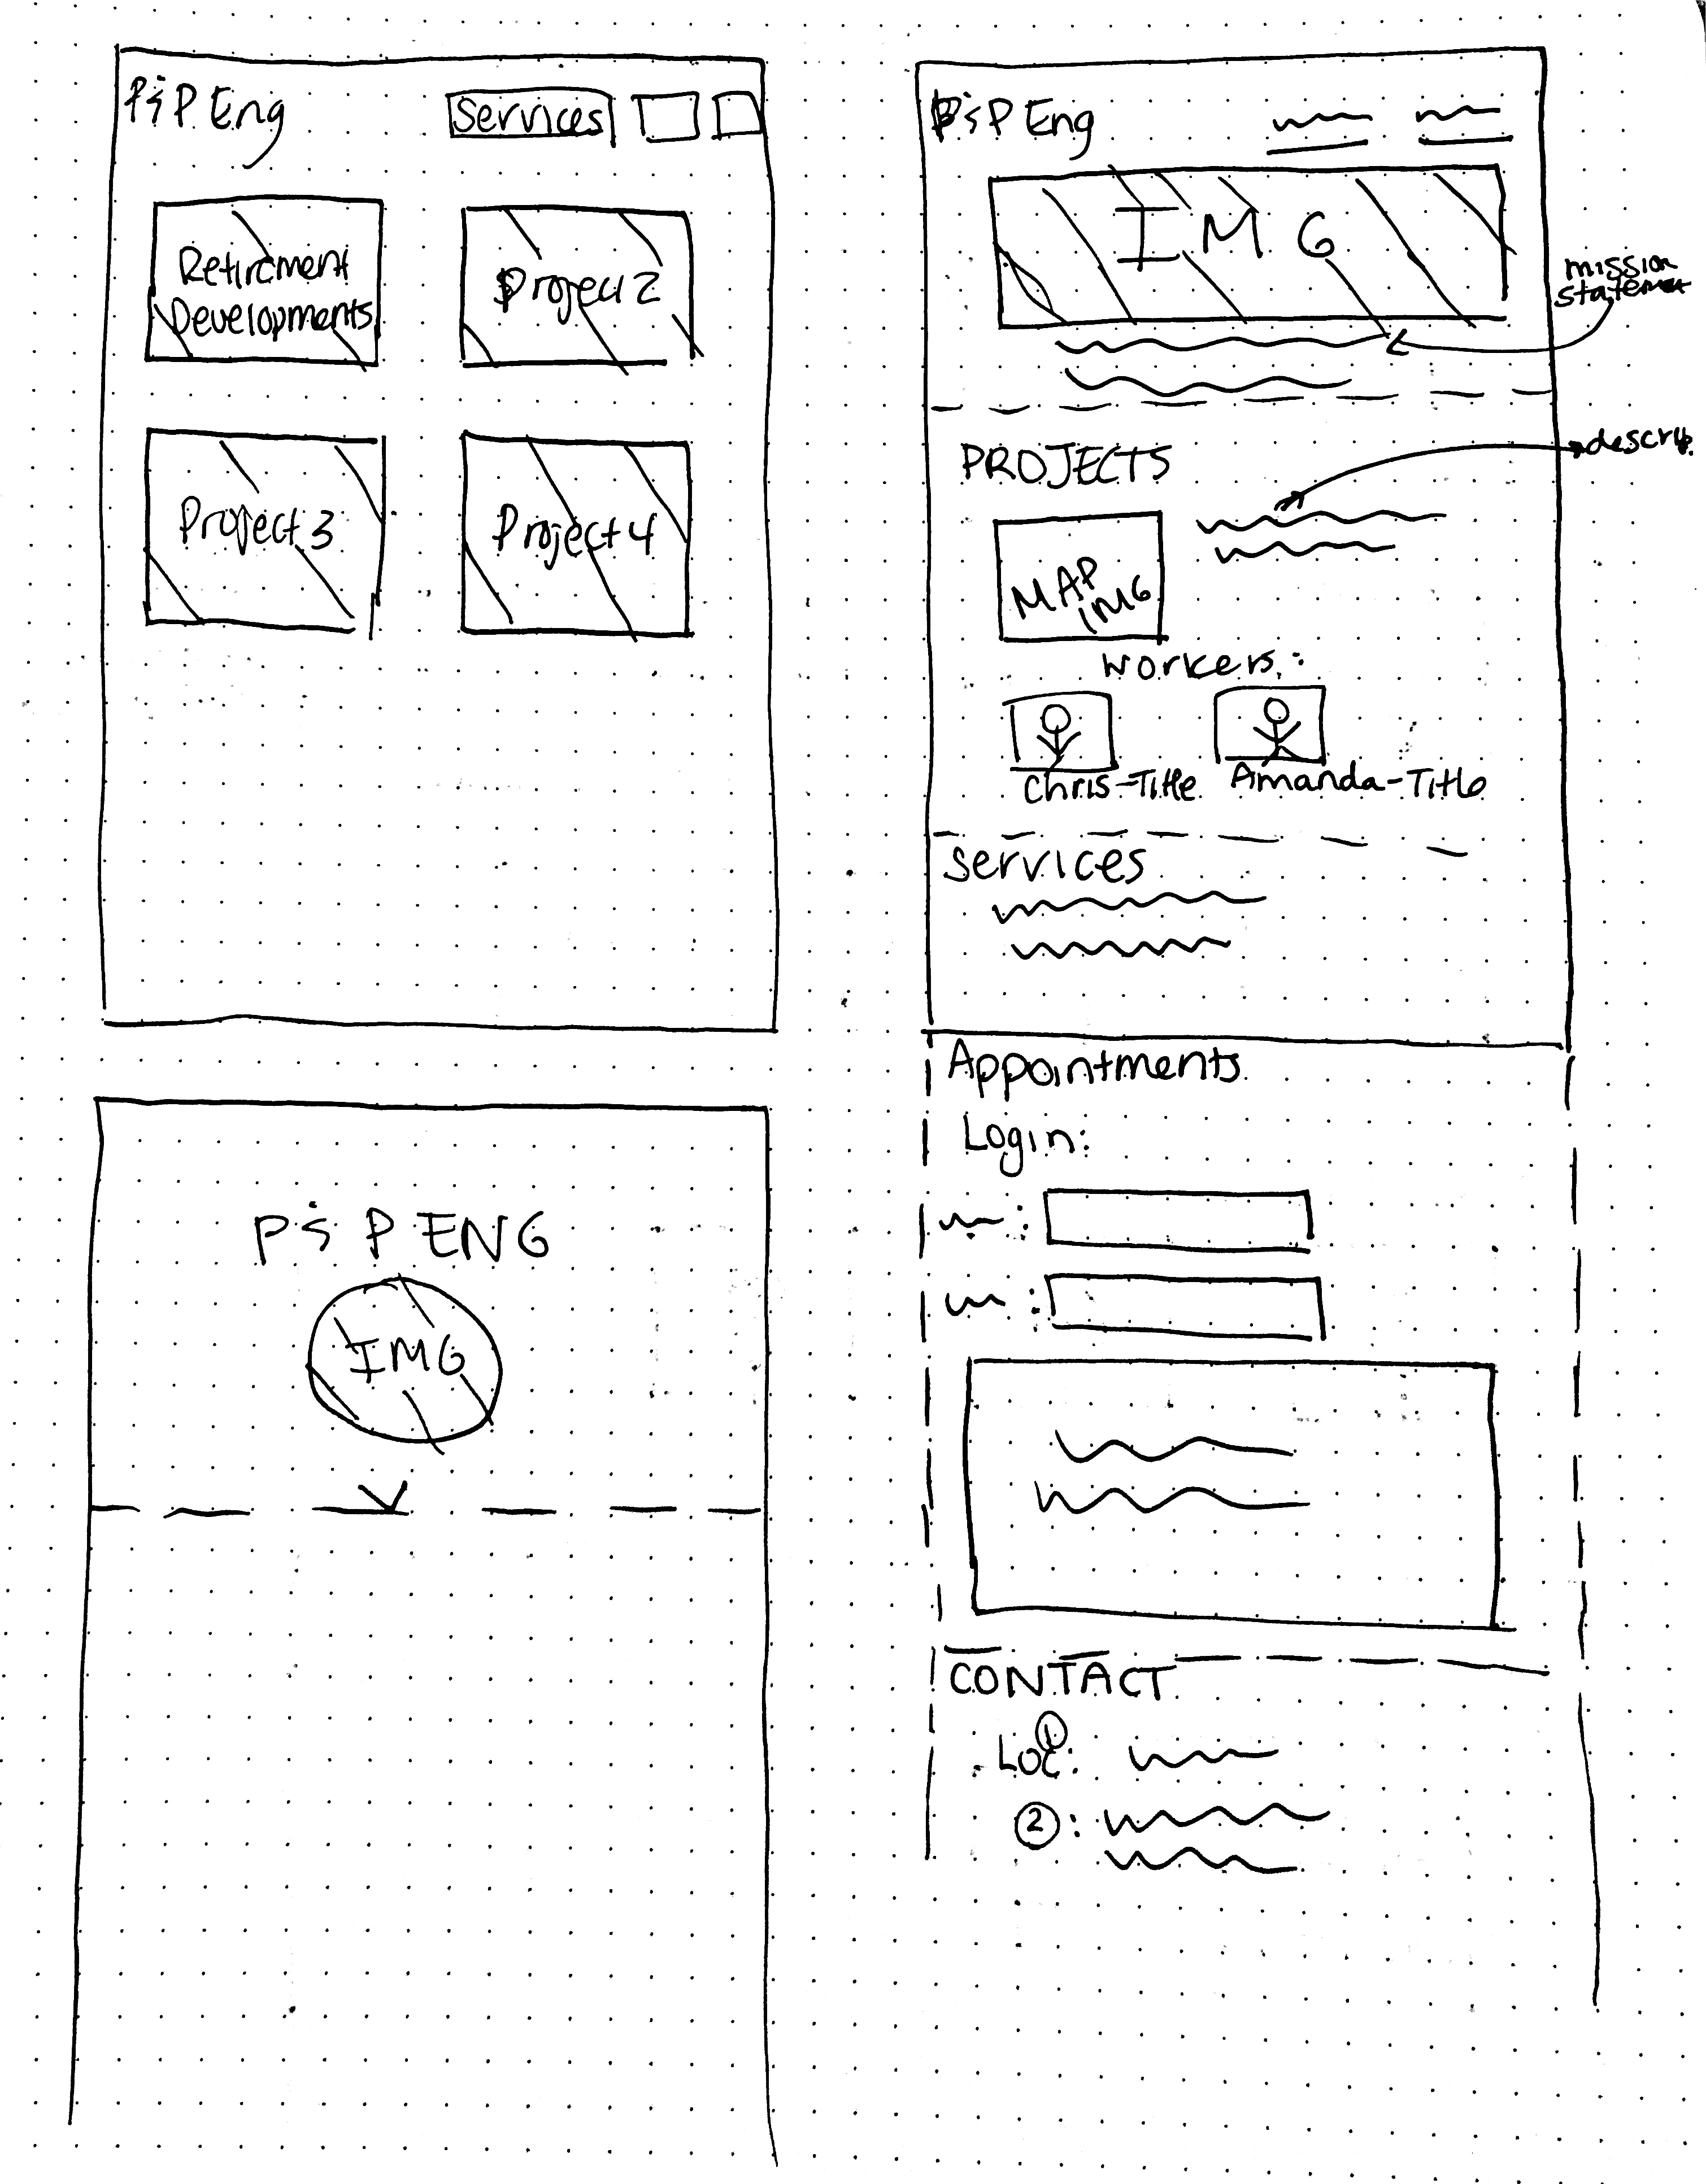 P&P Eng
Services
Retirement
Developments
Project 2
Project 3
Project 4
P&P Eng
IMG
mission
statement
PROJECTS
descrip.
MAP
IMG
workers:
Chris-Title
Amanda-Title
Services
P&P ENG
IMG
Appointments
Login:
CONTACT
Loc 1:
2: